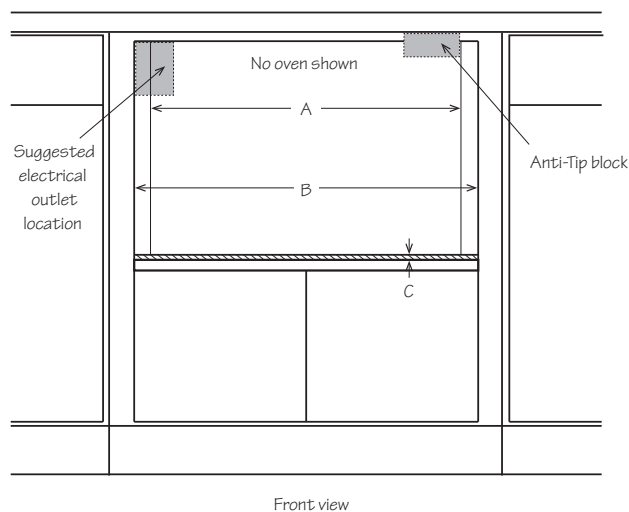 No oven shown
A
Suggested
electrical
outlet
location
Anti-Tip block
B
C
Front view